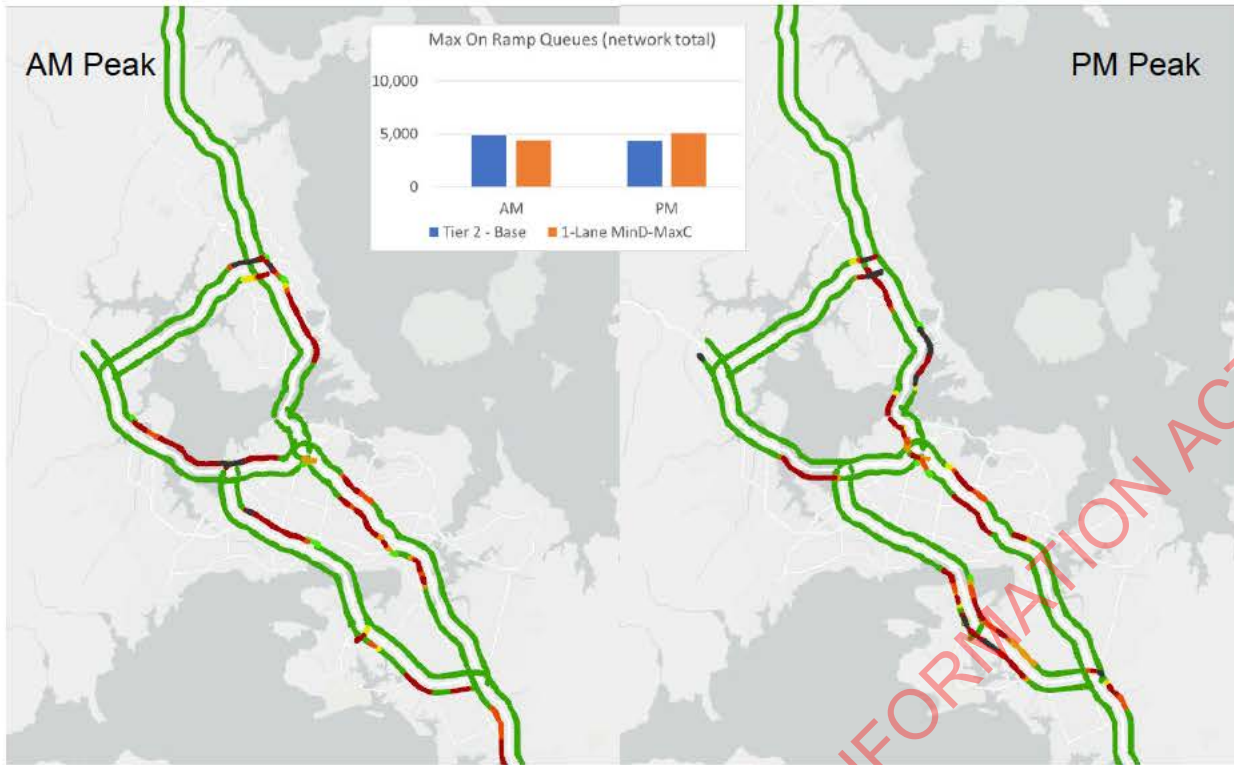 AM Peak
Max On Ramp Queues (network total)
10,000
5,000
0
AM
PM
Tier 2 - Base
1-Lane MinD-MaxC
PM Peak
INFORMATION ACT